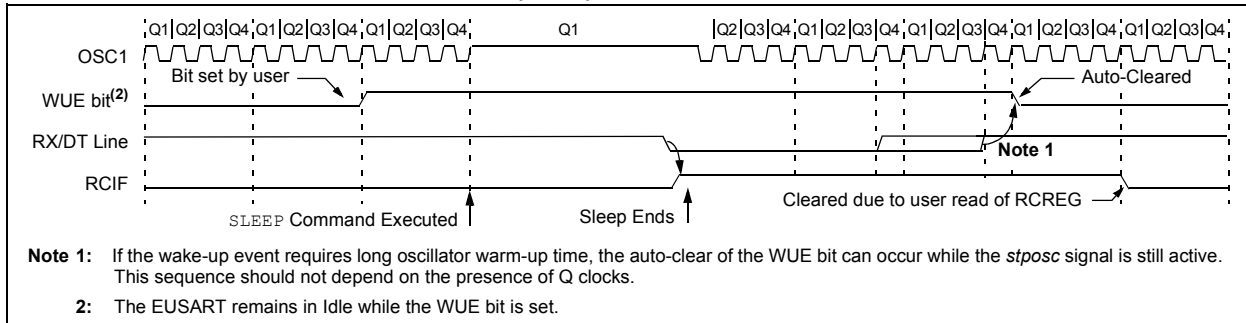 Q1 Q2 Q3 Q4 Q1 Q2 Q3 Q4 Q1 Q2 Q3 Q4 Q1 Q2 Q3 Q4 Q1 Q2 Q3 Q4 Q1 Q2 Q3 Q4 Q1 Q2 Q3 Q4 Q1 Q2 Q3 Q4
OSC1
Bit set by user
Auto-Cleared
WUE bit(2)
RX/DT Line
Note 1
RCIF
Cleared due to user read of RCREG
SLEEP Command Executed
Sleep Ends
Note 1: If the wake-up event requires long oscillator warm-up time, the auto-clear of the WUE bit can occur while the stposc signal is still active.
This sequence should not depend on the presence of Q clocks.
2: The EUSART remains in Idle while the WUE bit is set.